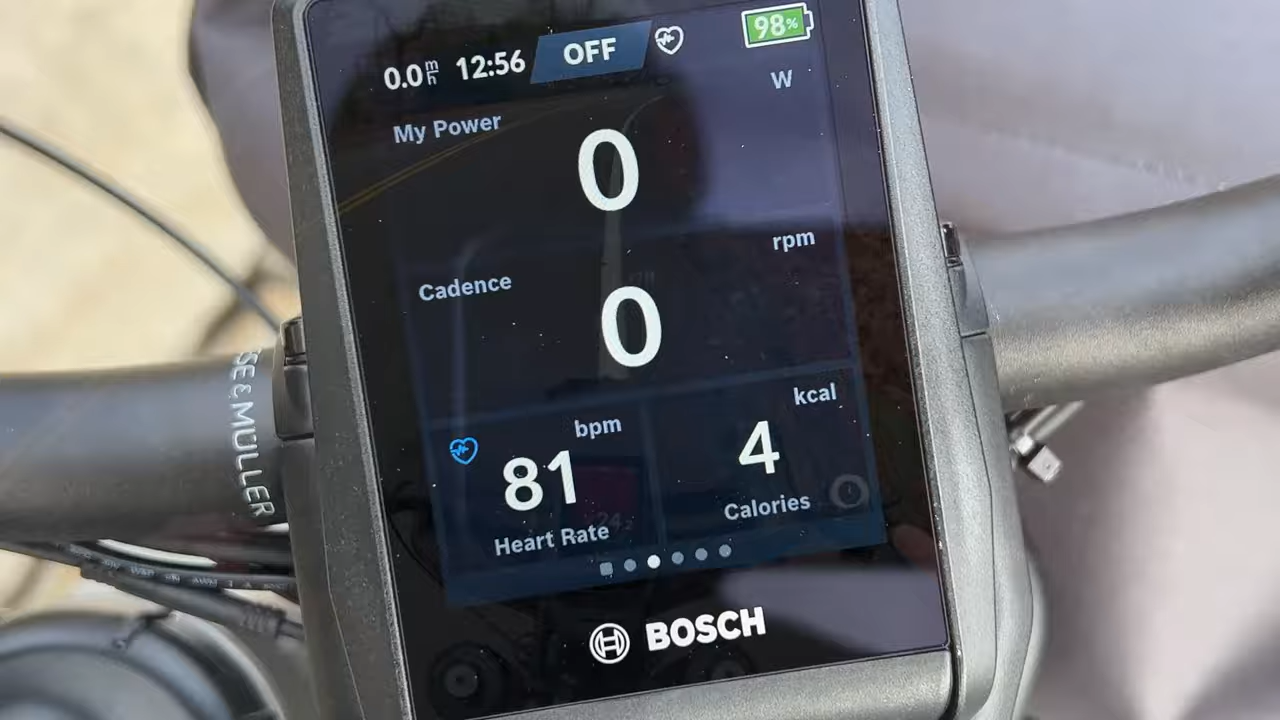 0.0 m/h 12:56 OFF 98%
W
My Power
0
rpm
Cadence
0
bpm
81
Heart Rate
kcal
4
Calories
BOSCH
SE & MULLER